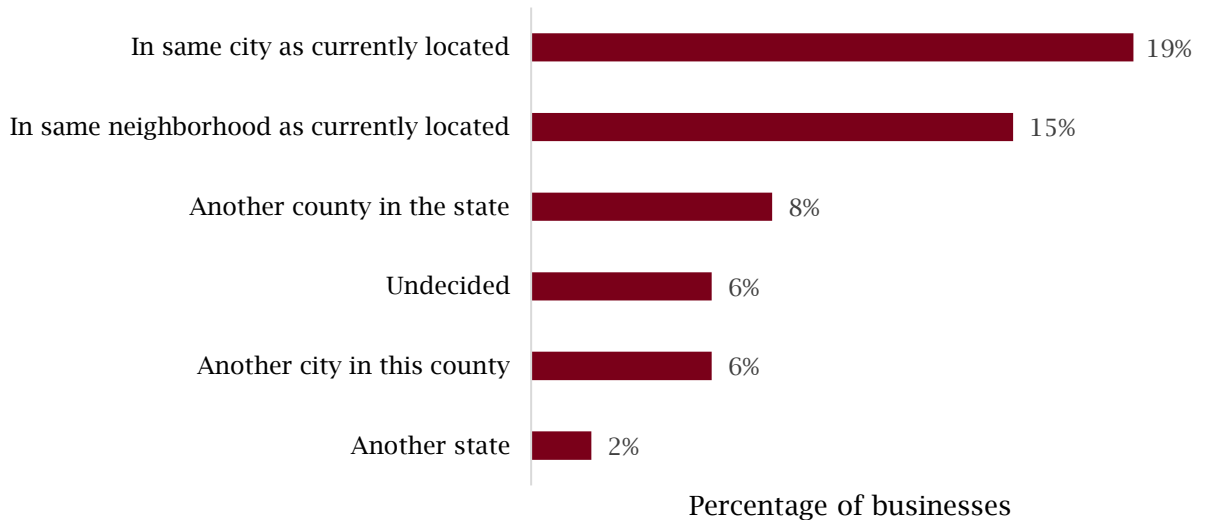 In same city as currently located 19%
In same neighborhood as currently located 15%
Another county in the state 8%
Undecided 6%
Another city in this county 6%
Another state 2%
Percentage of businesses